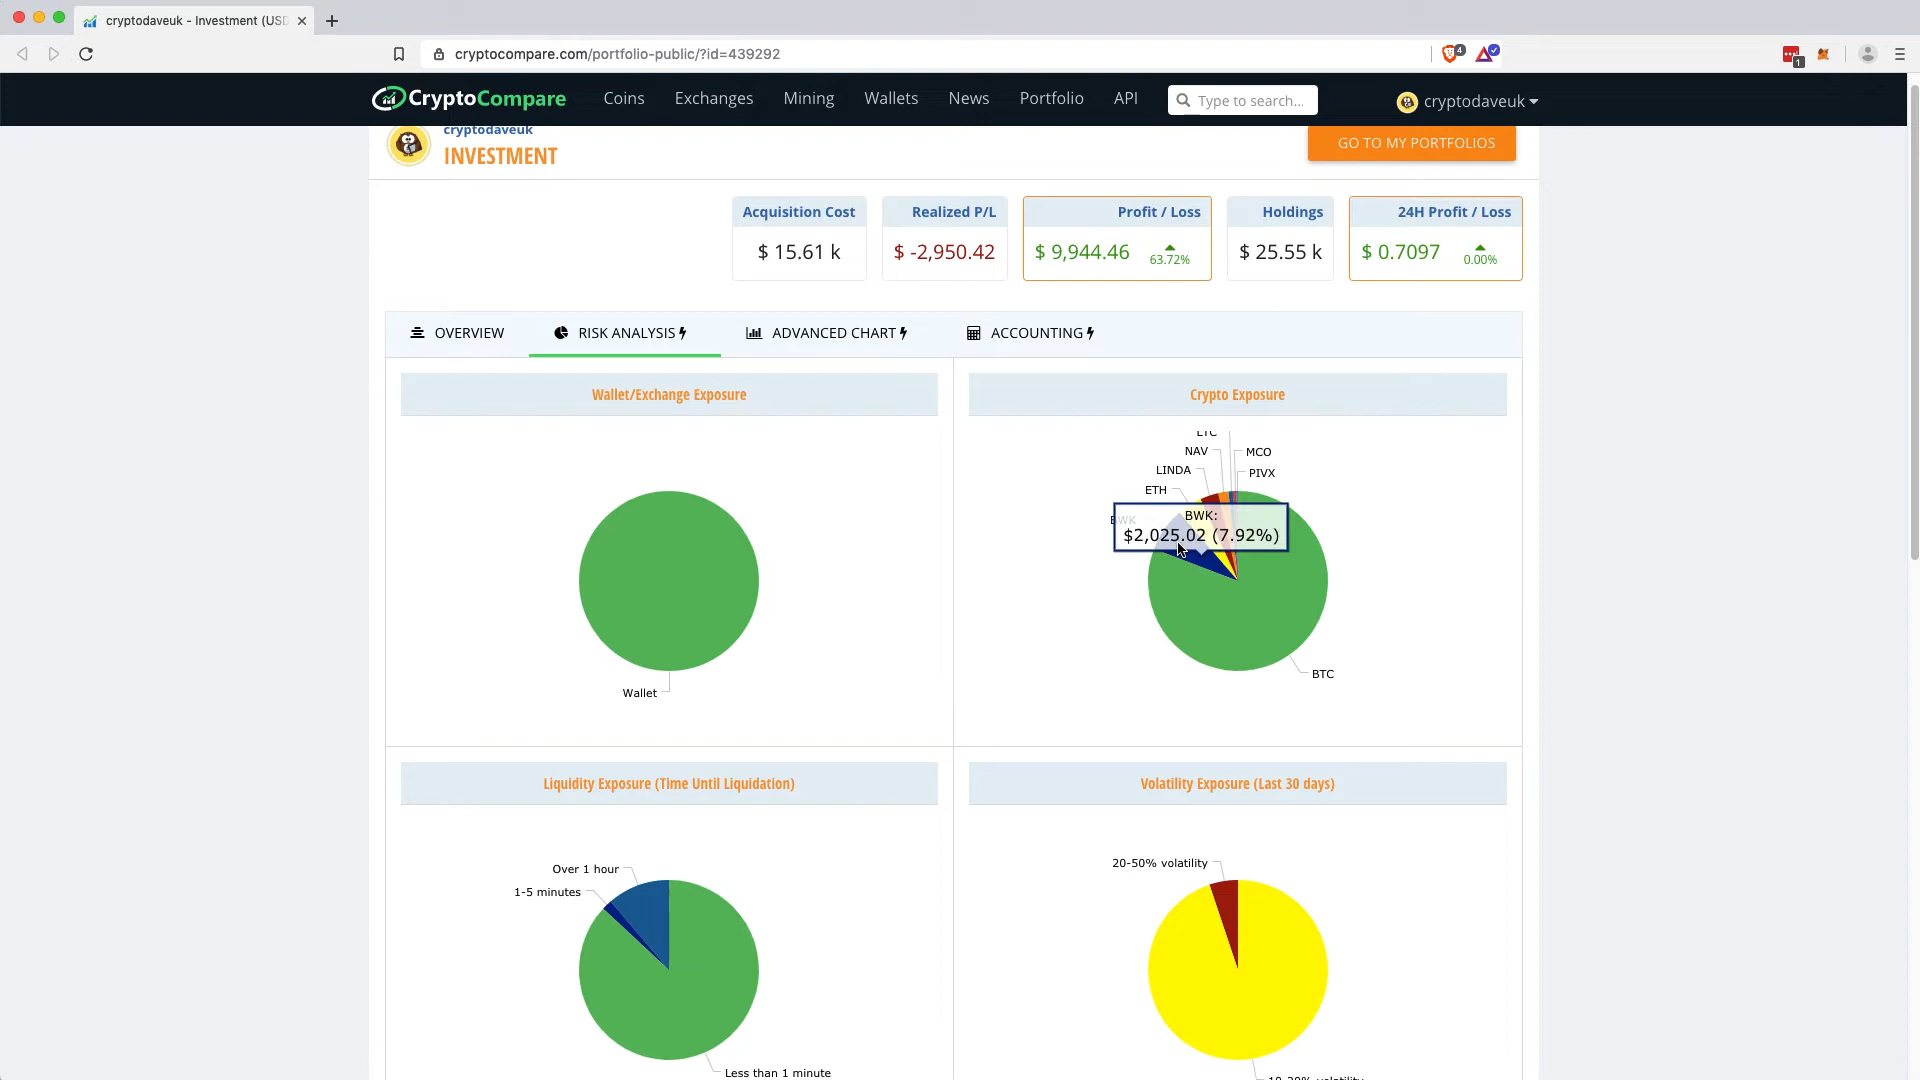 cryptodaveuk - Investment (USD
cryptocompare.com/portfolio-public/?id=439292
4
1
CryptoCompare
Coins
Exchanges
Mining
Wallets
News
Portfolio
API
Type to search...
cryptodaveuk
cryptodaveuk
INVESTMENT
GO TO MY PORTFOLIOS
Acquisition Cost
$ 15.61 k
Realized P/L
$ -2,950.42
Profit / Loss
$ 9,944.46
63.72%
Holdings
$ 25.55 k
24H Profit / Loss
$ 0.7097
0.00%
OVERVIEW
RISK ANALYSIS
ADVANCED CHART
ACCOUNTING
Wallet/Exchange Exposure
Wallet
Crypto Exposure
LTC
NAV
MCO
LINDA
PIVX
ETH
BWK
BWK:
$2,025.02 (7.92%)
BTC
Liquidity Exposure (Time Until Liquidation)
Over 1 hour
1-5 minutes
Less than 1 minute
Volatility Exposure (Last 30 days)
20-50% volatility